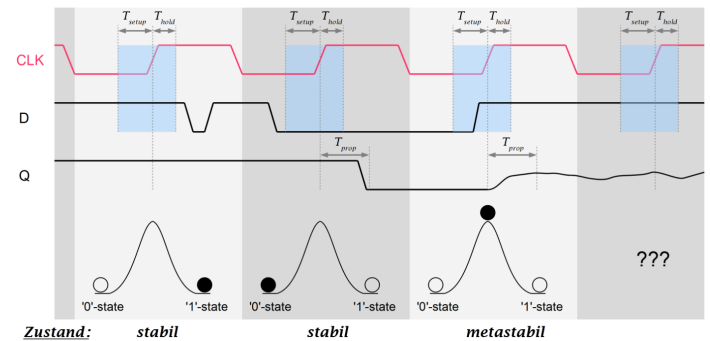 T_setup T_hold T_setup T_hold T_setup T_hold T_setup T_hold
CLK
D
T_prop T_prop
Q
???
'0'-state '1'-state '0'-state '1'-state '0'-state '1'-state
Zustand: stabil stabil metastabil